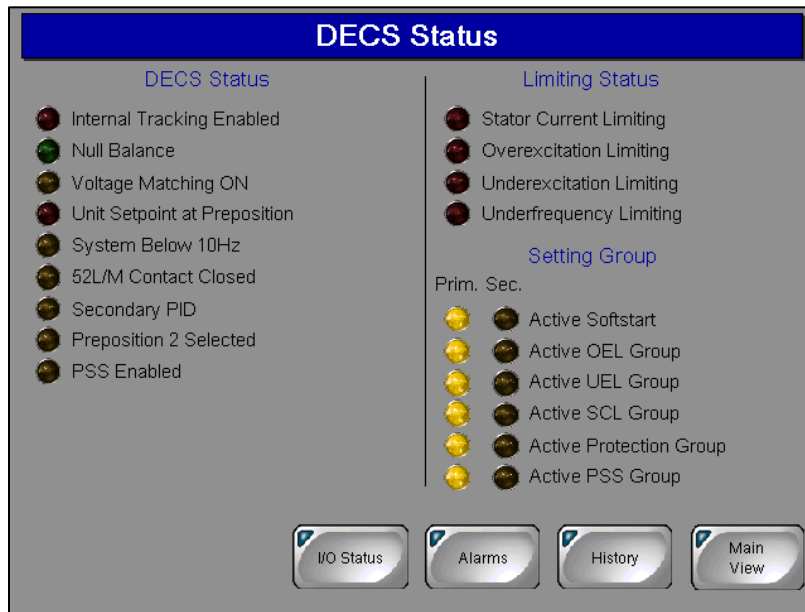 DECS Status
DECS Status
Internal Tracking Enabled
Null Balance
Voltage Matching ON
Unit Setpoint at Preposition
System Below 10Hz
52L/M Contact Closed
Secondary PID
Preposition 2 Selected
PSS Enabled
Limiting Status
Stator Current Limiting
Overexcitation Limiting
Underexcitation Limiting
Underfrequency Limiting
Setting Group
Prim. Sec.
Active Softstart
Active OEL Group
Active UEL Group
Active SCL Group
Active Protection Group
Active PSS Group
I/O Status
Alarms
History
Main
View